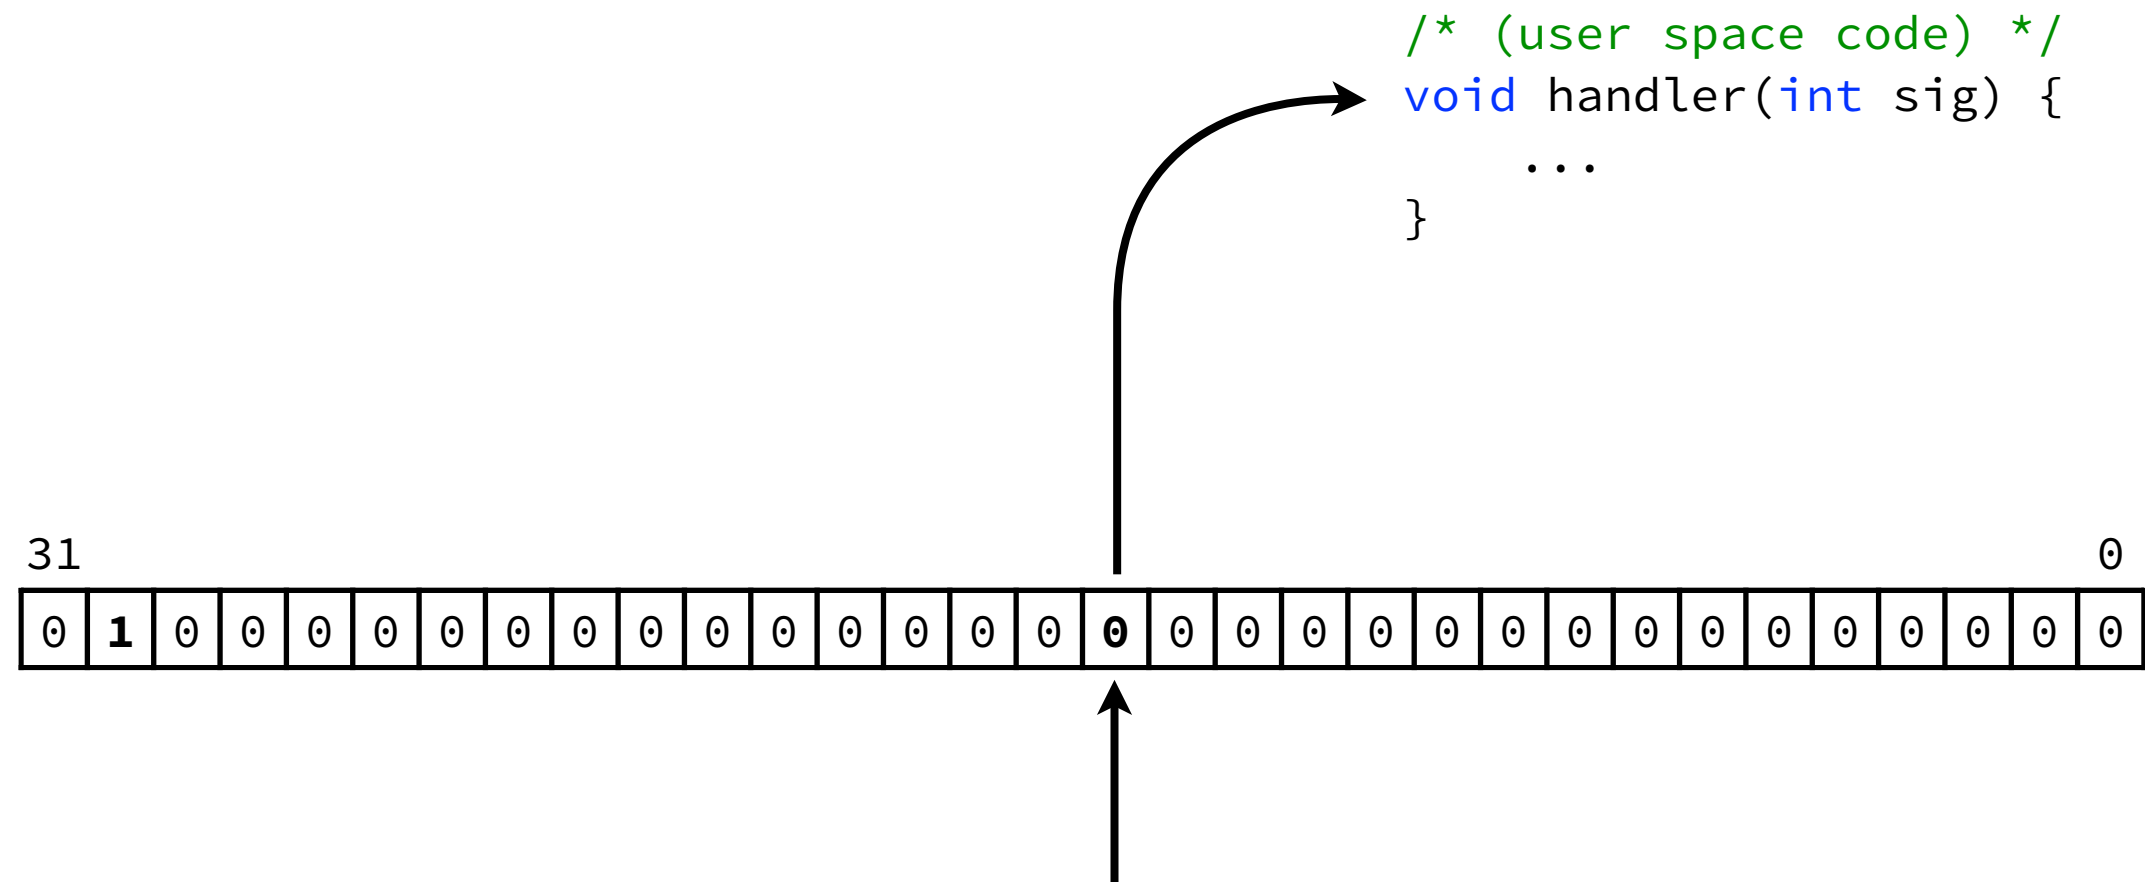 /* (user space code) */
void handler(int sig) {
...
}
31 0
0 1 0 0 0 0 0 0 0 0 0 0 0 0 0 0 0 0 0 0 0 0 0 0 0 0 0 0 0 0 0 0